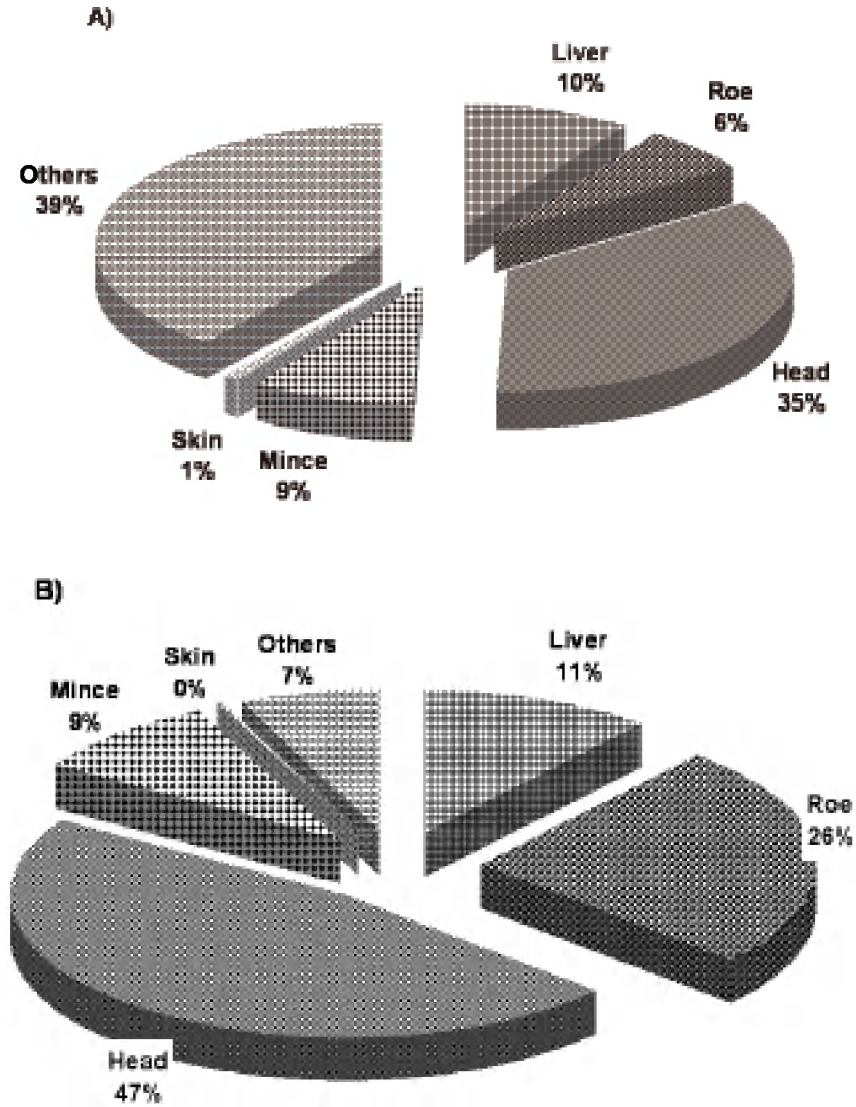 A)
Liver
10%
Roe
6%
Others
39%
Head
35%
Skin
1%
Mince
9%
B)
Liver
11%
Others
7%
Skin
0%
Mince
9%
Roe
26%
Head
47%